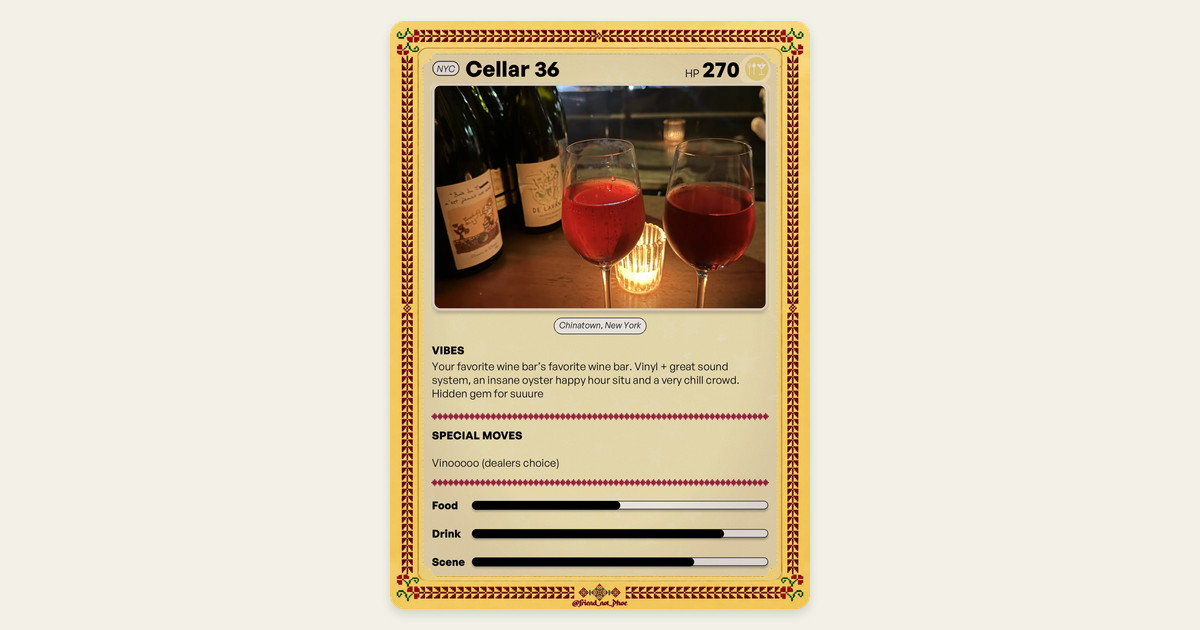 NYC Cellar 36 HP 270
DE LA
Chinatown, New York
VIBES
Your favorite wine bar's favorite wine bar. Vinyl + great sound
system, an insane oyster happy hour situ and a very chill crowd.
Hidden gem for suuure
SPECIAL MOVES
Vinooooo (dealers choice)
Food
Drink
Scene
@friend_not_phoe